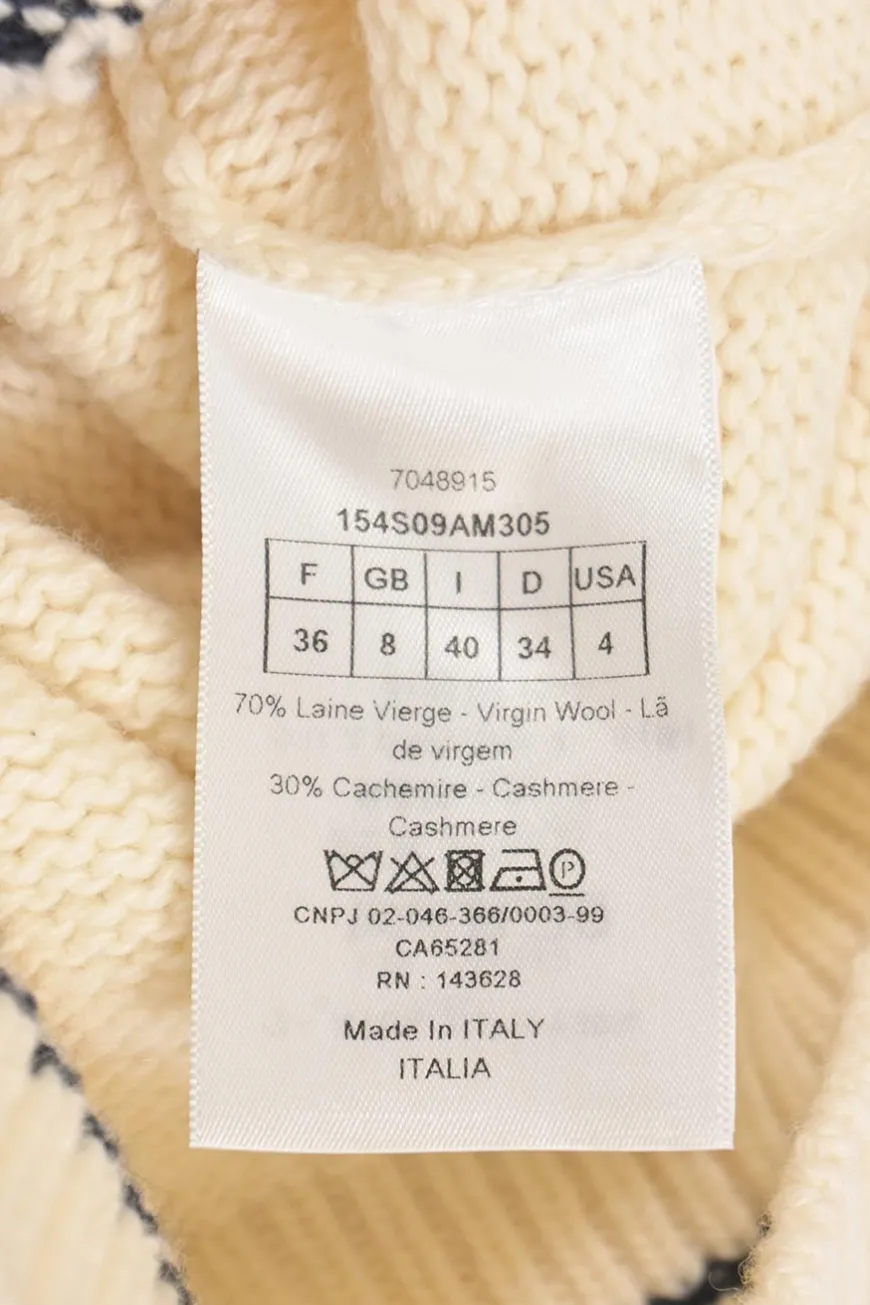 7048915
154S09AM305
F GB I D USA
36 8 40 34 4
70% Laine Vierge - Virgin Wool - Lã
de virgem
30% Cachemire - Cashmere -
Cashmere
P
CNPJ 02-046-366/0003-99
CA65281
RN : 143628
Made In ITALY
ITALIA